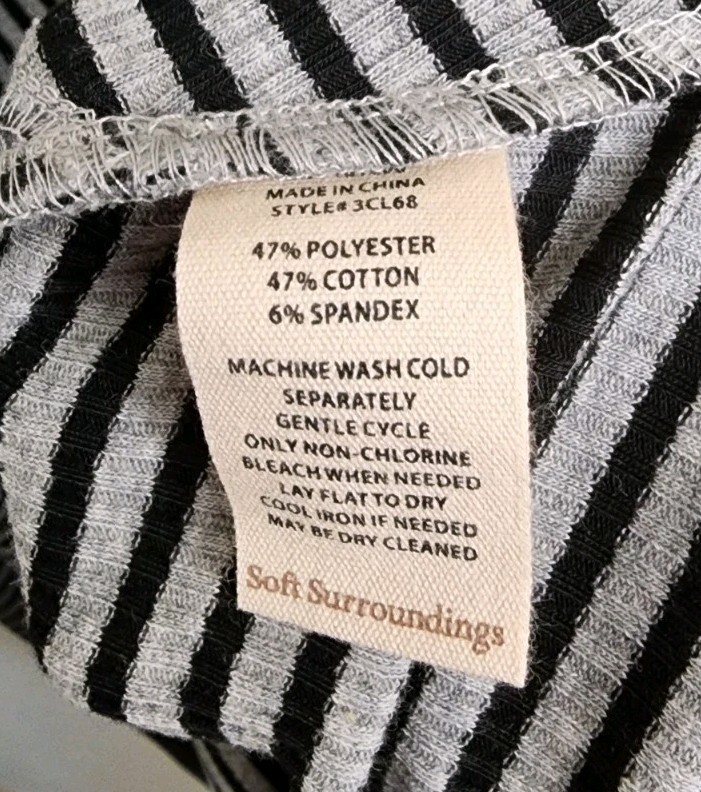 MADE IN CHINA
STYLE# 3CL68
47% POLYESTER
47% COTTON
6% SPANDEX
MACHINE WASH COLD
SEPARATELY
GENTLE CYCLE
ONLY NON-CHLORINE
BLEACH WHEN NEEDED
LAY FLAT TO DRY
COOL IRON IF NEEDED
MAY BE DRY CLEANED
Soft Surroundings